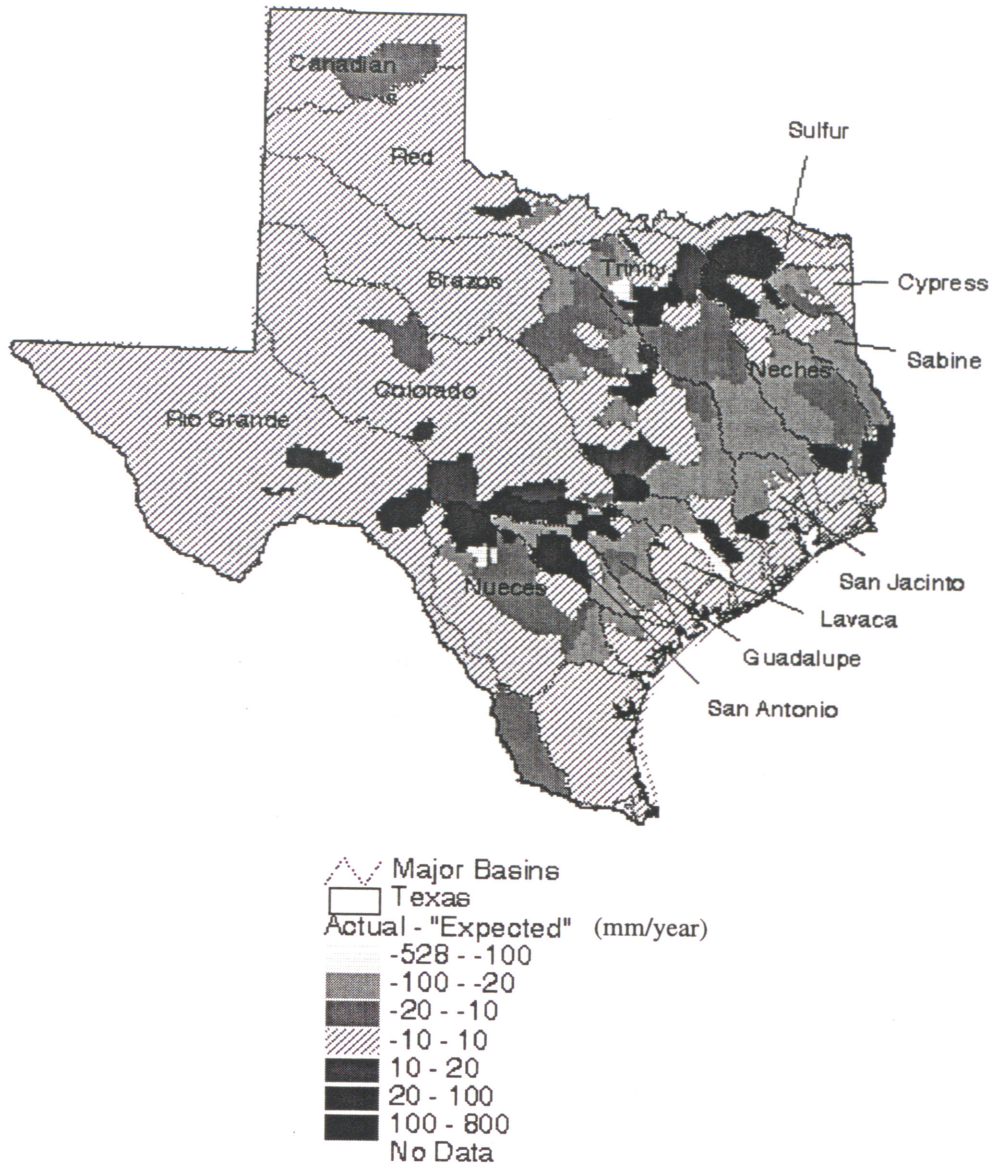 Canadian
Red
Sulfur
Trinity
Cypress
Brazos
Sabine
Neches
Colorado
Rio Grande
San Jacinto
Nueces
Lavaca
Guadalupe
San Antonio
Major Basins
Texas
Actual - "Expected" (mm/year)
-528 - -100
-100 - -20
-20 - -10
-10 - 10
10 - 20
20 - 100
100 - 800
No Data